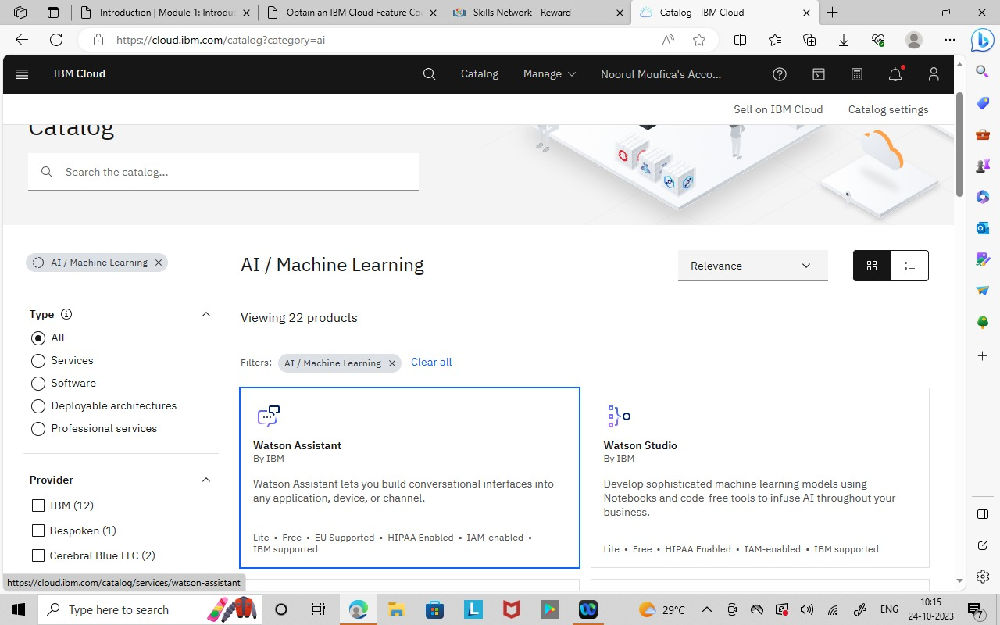 Introduction | Module 1: Introduc
Obtain an IBM Cloud Feature Co
Skills Network - Reward
Catalog - IBM Cloud
https://cloud.ibm.com/catalog?category=ai
IBM Cloud
Catalog
Manage
Noorul Moufica's Acco...
Sell on IBM Cloud
Catalog settings
Catalog
Search the catalog...
AI / Machine Learning
AI / Machine Learning
Relevance
Type
All
Services
Software
Deployable architectures
Professional services
Provider
IBM (12)
Bespoken (1)
Cerebral Blue LLC (2)
Viewing 22 products
Filters: AI / Machine Learning Clear all
Watson Assistant
By IBM
Watson Assistant lets you build conversational interfaces into
any application, device, or channel.
Lite • Free • EU Supported • HIPAA Enabled • IAM-enabled •
IBM supported
Watson Studio
By IBM
Develop sophisticated machine learning models using
Notebooks and code-free tools to infuse AI throughout your
business.
Lite • Free • HIPAA Enabled • IAM-enabled • IBM supported
https://cloud.ibm.com/catalog/services/watson-assistant
Type here to search
L
29°C
ENG
10:15
24-10-2023
7